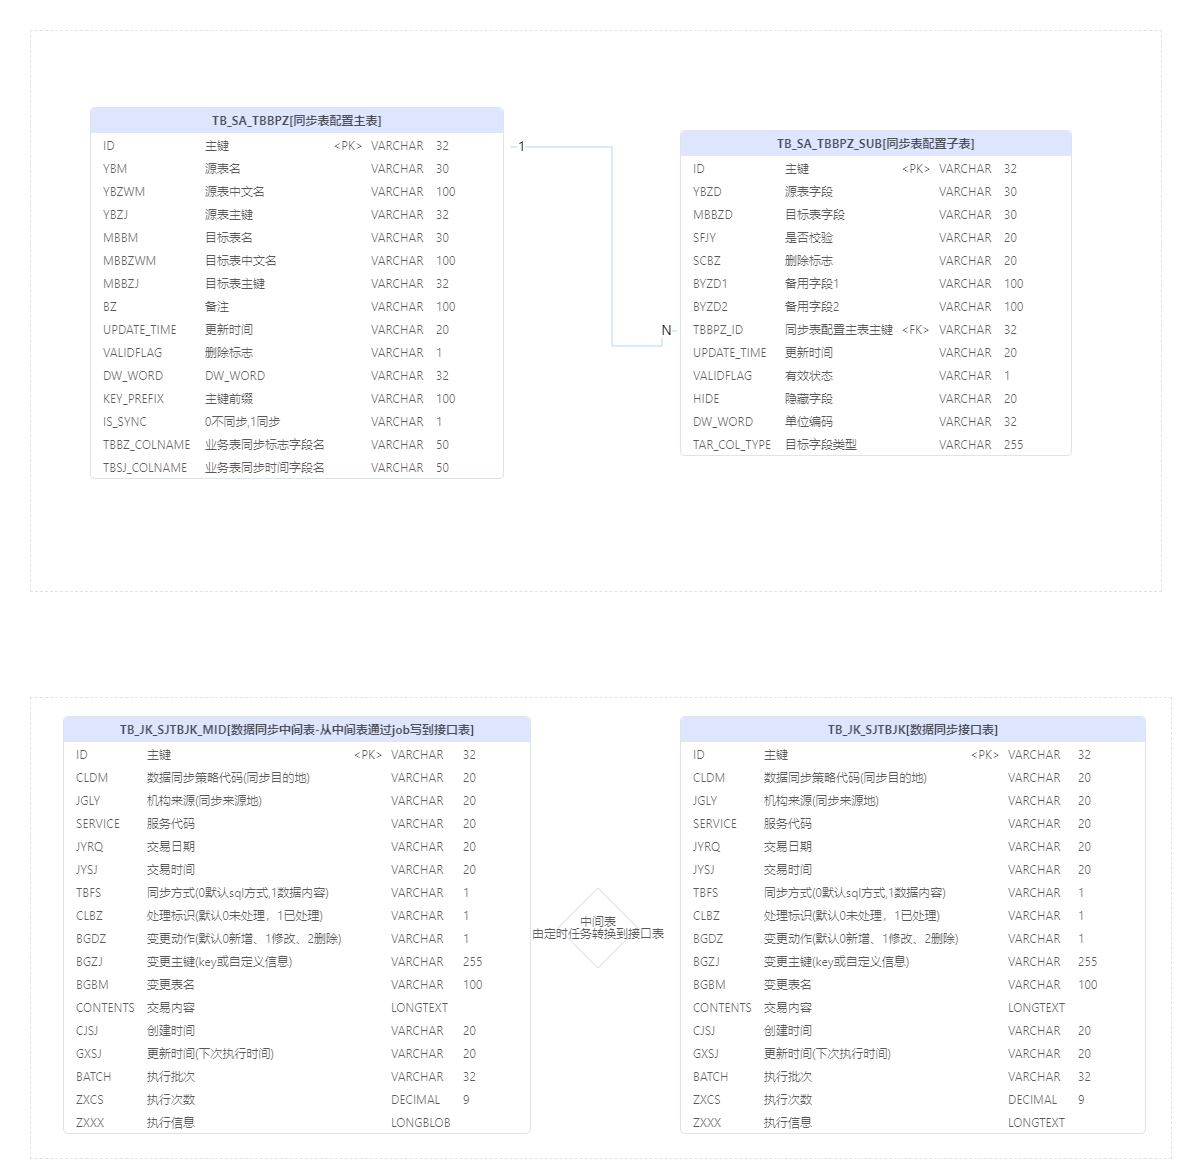 TB_SA_TBBPZ[同步表配置主表]
ID 主键 <PK> VARCHAR 32
YBM 源表名 VARCHAR 30
YBZWM 源表中文名 VARCHAR 100
YBZJ 源表主键 VARCHAR 32
MBBM 目标表名 VARCHAR 30
MBBZWM 目标表中文名 VARCHAR 100
MBBZJ 目标表主键 VARCHAR 32
BZ 备注 VARCHAR 100
UPDATE_TIME 更新时间 VARCHAR 20
VALIDFLAG 删除标志 VARCHAR 1
DW_WORD DW_WORD VARCHAR 32
KEY_PREFIX 主键前缀 VARCHAR 100
IS_SYNC 0不同步,1同步 VARCHAR 1
TBBZ_COLNAME 业务表同步标志字段名 VARCHAR 50
TBSJ_COLNAME 业务表同步时间字段名 VARCHAR 50
1
N
TB_SA_TBBPZ_SUB[同步表配置子表]
ID 主键 <PK> VARCHAR 32
YBZD 源表字段 VARCHAR 30
MBBZD 目标表字段 VARCHAR 30
SFJY 是否校验 VARCHAR 20
SCBZ 删除标志 VARCHAR 20
BYZD1 备用字段1 VARCHAR 100
BYZD2 备用字段2 VARCHAR 100
TBBPZ_ID 同步表配置主表主键 <FK> VARCHAR 32
UPDATE_TIME 更新时间 VARCHAR 20
VALIDFLAG 有效状态 VARCHAR 1
HIDE 隐藏字段 VARCHAR 20
DW_WORD 单位编码 VARCHAR 32
TAR_COL_TYPE 目标字段类型 VARCHAR 255
TB_JK_SJTBJK_MID[数据同步中间表-从中间表通过job写到接口表]
ID 主键 <PK> VARCHAR 32
CLDM 数据同步策略代码(同步目的地) VARCHAR 20
JGLY 机构来源(同步来源地) VARCHAR 20
SERVICE 服务代码 VARCHAR 20
JYRQ 交易日期 VARCHAR 20
JYSJ 交易时间 VARCHAR 20
TBFS 同步方式(0默认sql方式,1数据内容) VARCHAR 1
CLBZ 处理标识(默认0未处理，1已处理) VARCHAR 1
BGDZ 变更动作(默认0新增、1修改、2删除) VARCHAR 1
BGZJ 变更主键(key或自定义信息) VARCHAR 255
BGBM 变更表名 VARCHAR 100
CONTENTS 交易内容 LONGTEXT
CJSJ 创建时间 VARCHAR 20
GXSJ 更新时间(下次执行时间) VARCHAR 20
BATCH 执行批次 VARCHAR 32
ZXCS 执行次数 DECIMAL 9
ZXXX 执行信息 LONGBLOB
中间表
由定时任务转换到接口表
TB_JK_SJTBJK[数据同步接口表]
ID 主键 <PK> VARCHAR 32
CLDM 数据同步策略代码(同步目的地) VARCHAR 20
JGLY 机构来源(同步来源地) VARCHAR 20
SERVICE 服务代码 VARCHAR 20
JYRQ 交易日期 VARCHAR 20
JYSJ 交易时间 VARCHAR 20
TBFS 同步方式(0默认sql方式,1数据内容) VARCHAR 1
CLBZ 处理标识(默认0未处理，1已处理) VARCHAR 1
BGDZ 变更动作(默认0新增、1修改、2删除) VARCHAR 1
BGZJ 变更主键(key或自定义信息) VARCHAR 255
BGBM 变更表名 VARCHAR 100
CONTENTS 交易内容 LONGTEXT
CJSJ 创建时间 VARCHAR 20
GXSJ 更新时间(下次执行时间) VARCHAR 20
BATCH 执行批次 VARCHAR 32
ZXCS 执行次数 DECIMAL 9
ZXXX 执行信息 LONGTEXT